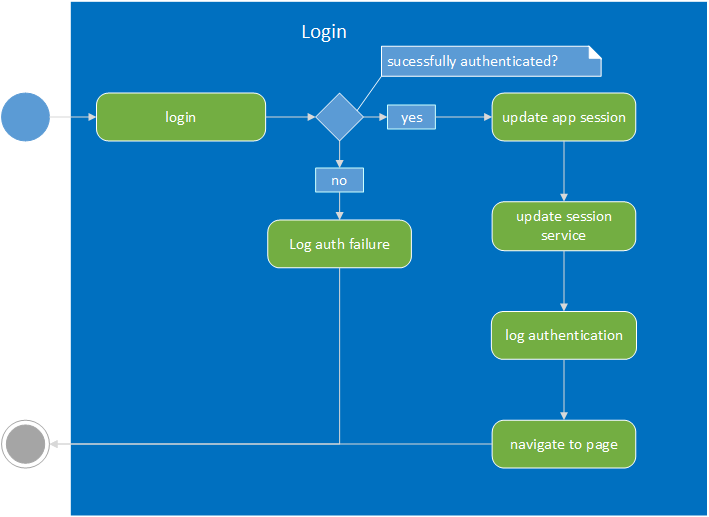 Login
sucessfully authenticated?
login
yes
update app session
no
update session
service
Log auth failure
log authentication
navigate to page